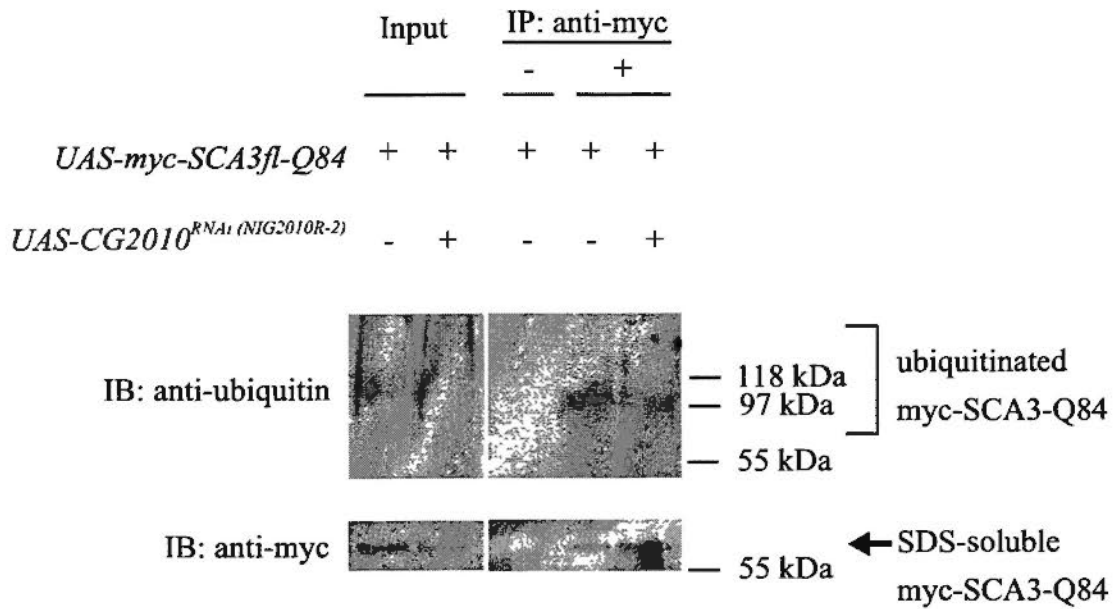 Input IP: anti-myc
- +
UAS-myc-SCA3fl-Q84 + + + + +
UAS-CG2010RNAi (NIG2010R-2) - + - - +
IB: anti-ubiquitin
118 kDa
97 kDa
55 kDa
ubiquitinated
myc-SCA3-Q84
IB: anti-myc
55 kDa
SDS-soluble
myc-SCA3-Q84